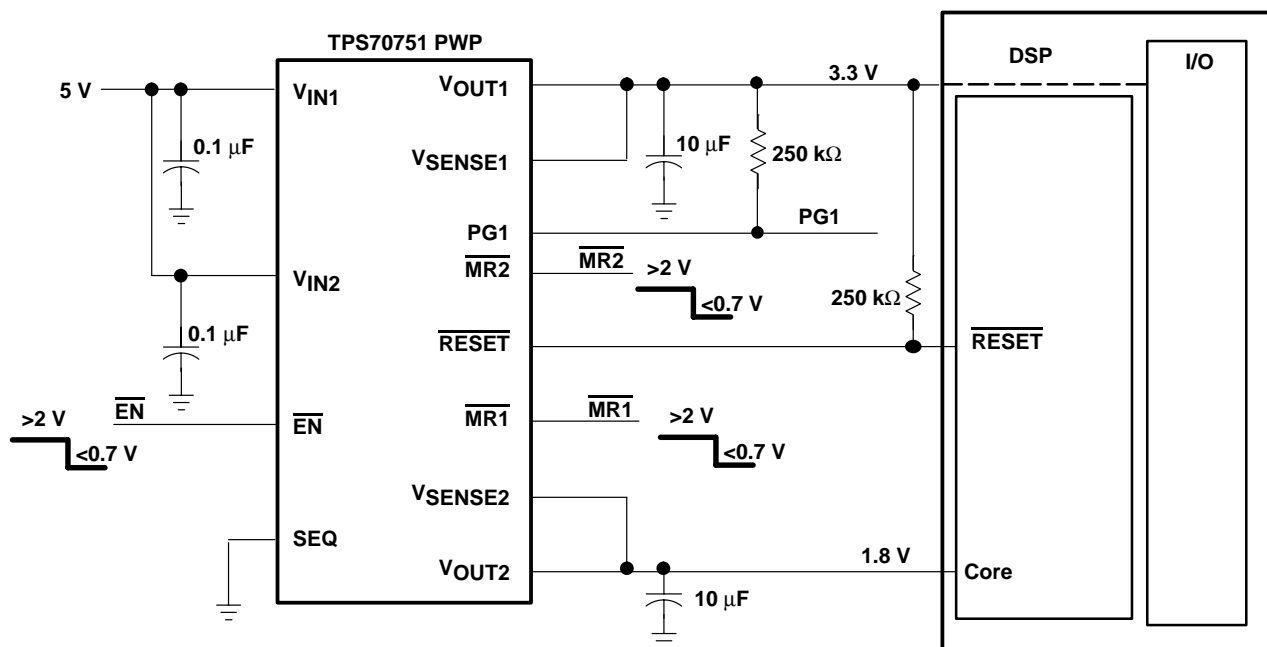 TPS70751 PWP
5 V
VIN1
0.1 μF
VIN2
0.1 μF
>2 V
EN
<0.7 V
EN
SEQ
VOUT1
VSENSE1
PG1
MR2
RESET
MR1
VSENSE2
VOUT2
3.3 V
10 μF
250 kΩ
PG1
MR2
>2 V
<0.7 V
250 kΩ
MR1
>2 V
<0.7 V
1.8 V
10 μF
DSP
I/O
RESET
Core